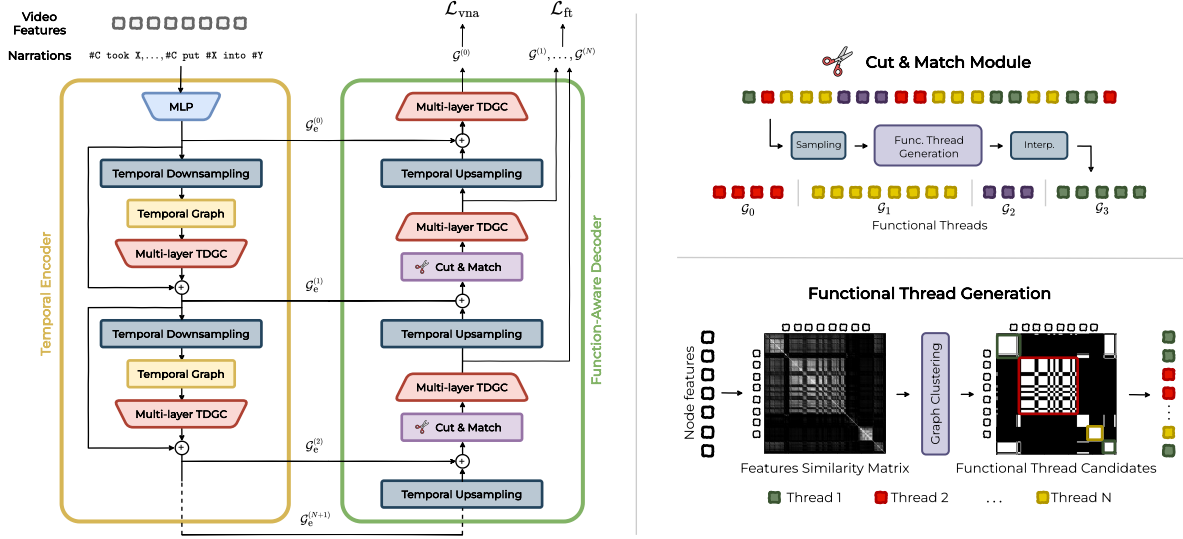 Video
Features
Narrations
#C took X,...,#C put #X into #Y
Temporal Encoder
MLP
Temporal Downsampling
Temporal Graph
Multi-layer TDGC
+
Temporal Downsampling
Temporal Graph
Multi-layer TDGC
+
𝒢ₑ⁽⁰⁾
𝒢ₑ⁽¹⁾
𝒢ₑ⁽²⁾
𝒢ₑ⁽ᴺ⁺¹⁾
ℒvna
ℒft
𝒢⁽⁰⁾
𝒢⁽¹⁾, ..., 𝒢⁽ᴺ⁾
Multi-layer TDGC
+
Temporal Upsampling
Multi-layer TDGC
Cut & Match
+
Temporal Upsampling
Multi-layer TDGC
Cut & Match
+
Temporal Upsampling
Function-Aware Decoder
Cut & Match Module
Sampling
Func. Thread
Generation
Interp.
𝒢₀
𝒢₁
𝒢₂
𝒢₃
Functional Threads
Functional Thread Generation
Node features
Graph Clustering
Features Similarity Matrix
Functional Thread Candidates
Thread 1
Thread 2
...
Thread N